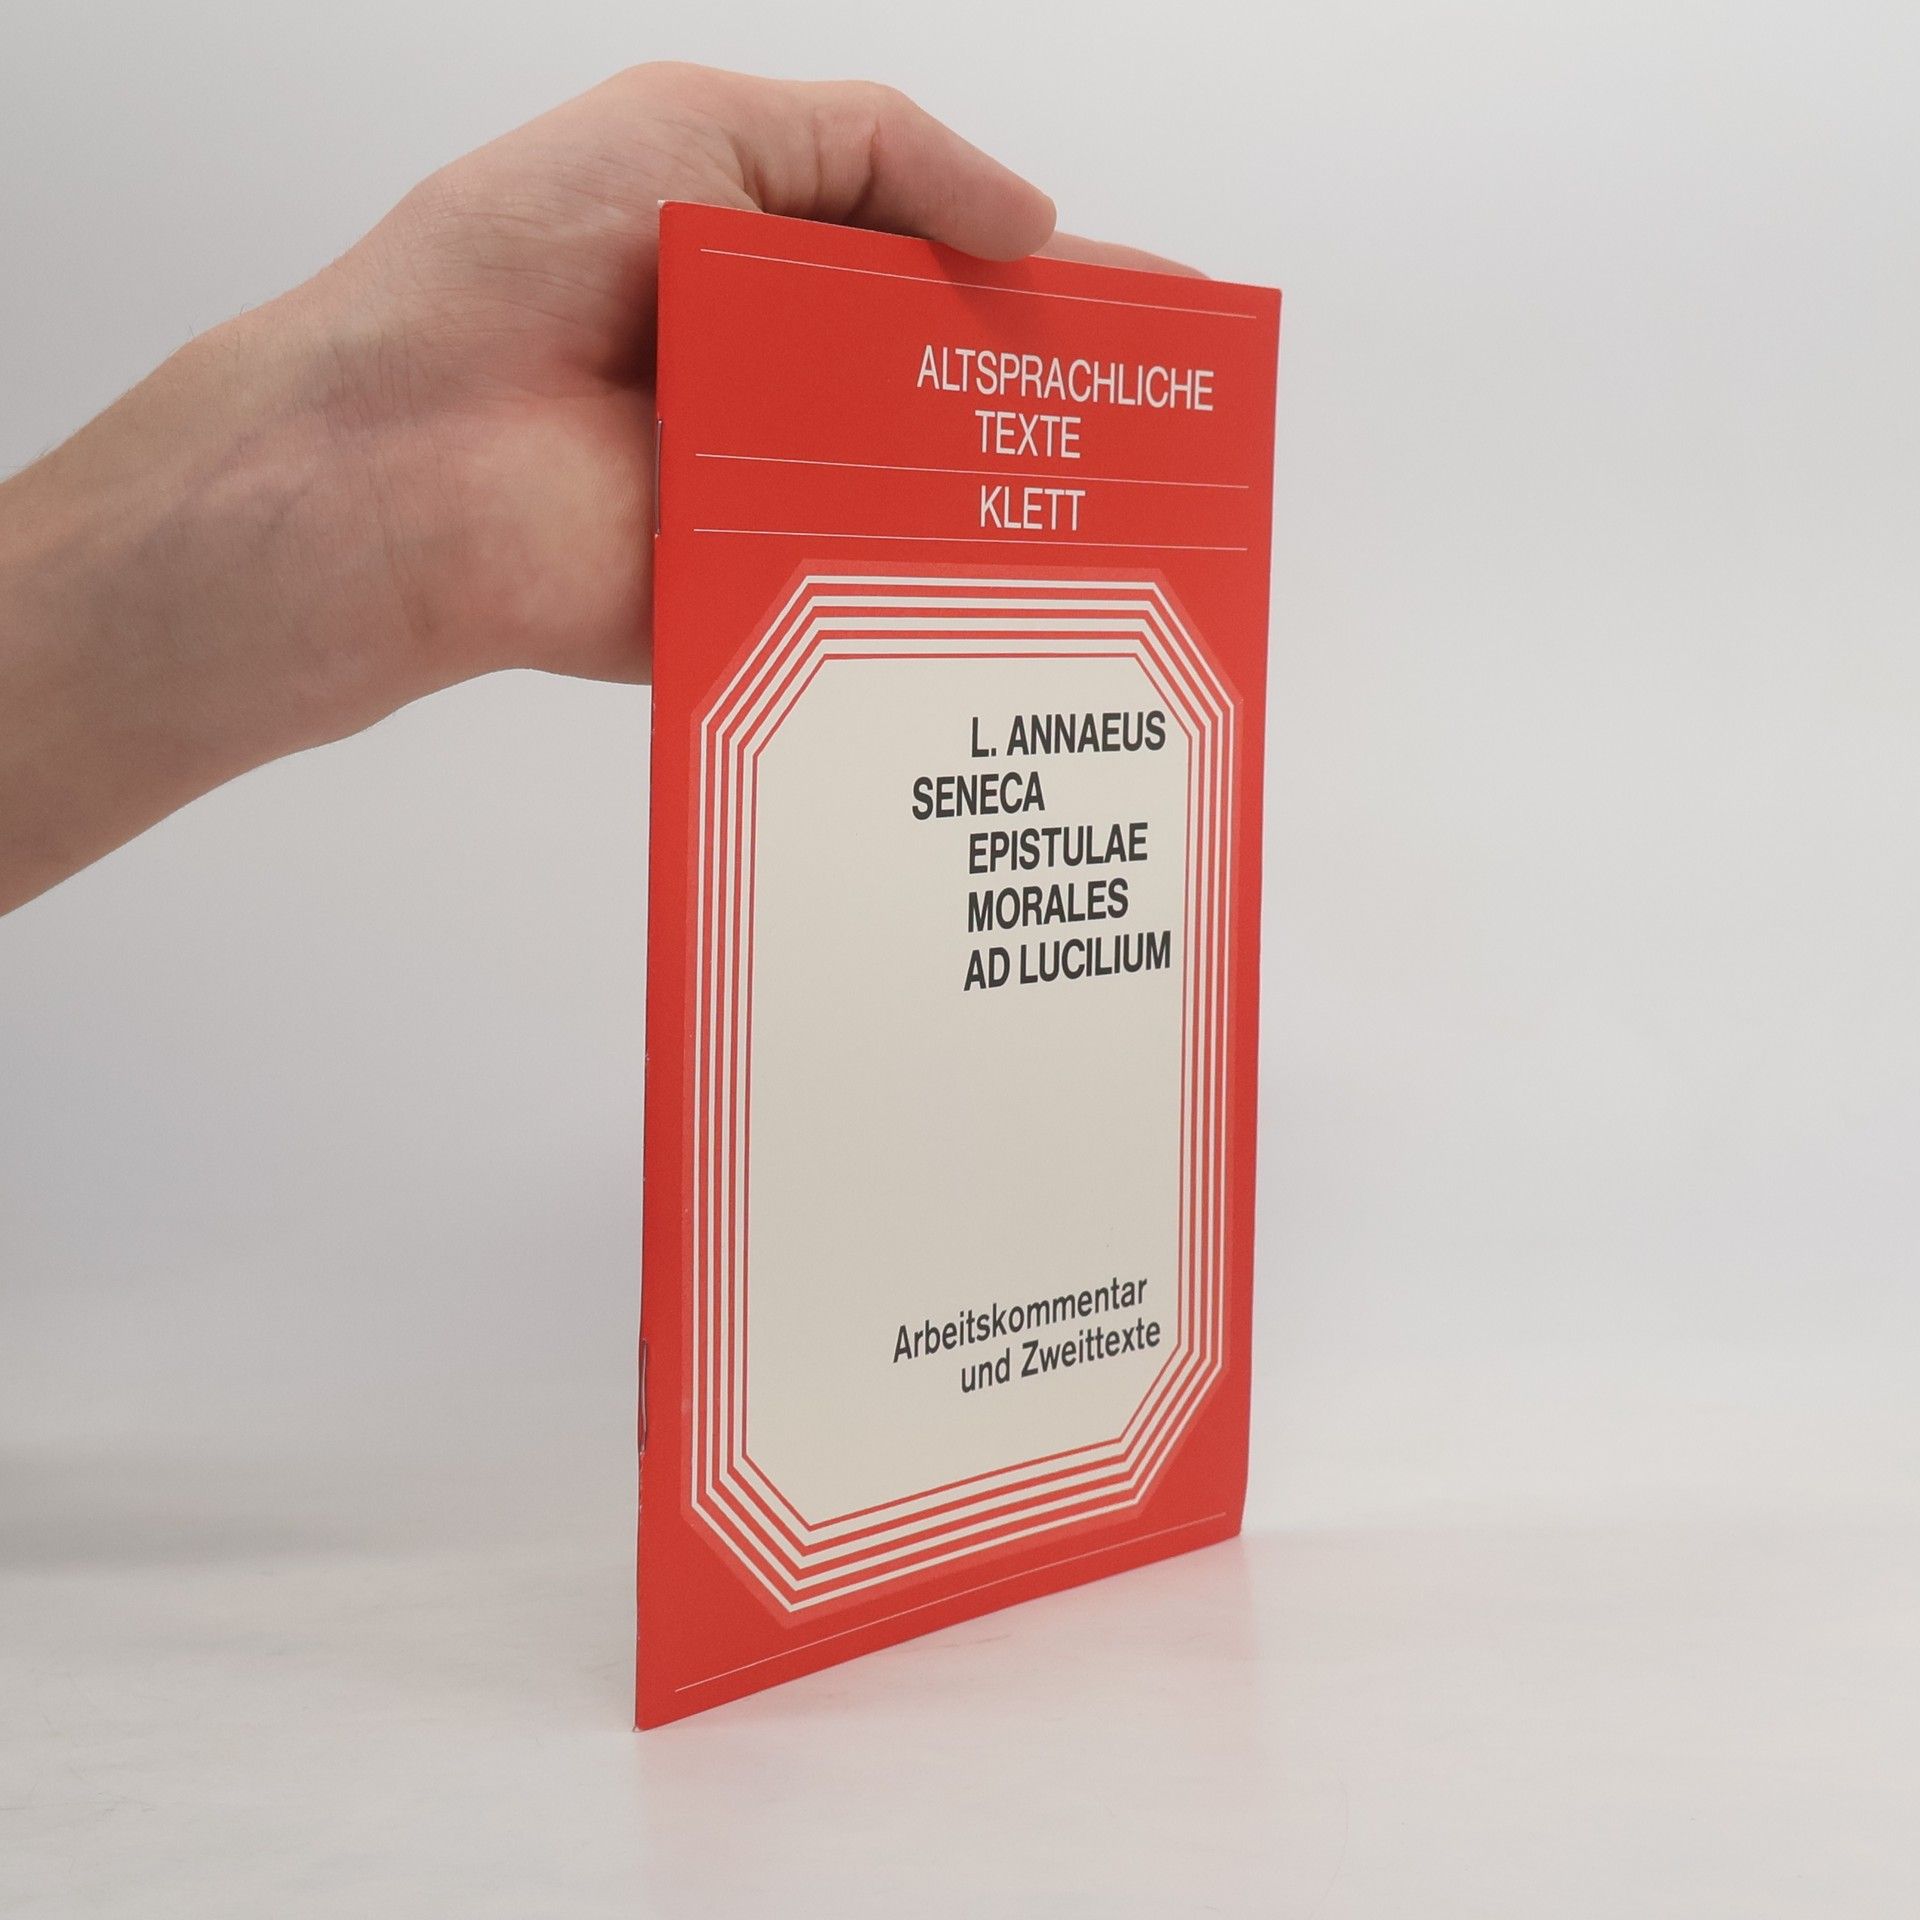 ALTSPRACHLICHE
TEXTE
KLETT
L. ANNAEUS
SENECA
EPISTULAE
MORALES
AD LUCILIUM
Arbeitskommentar
und Zweittexte